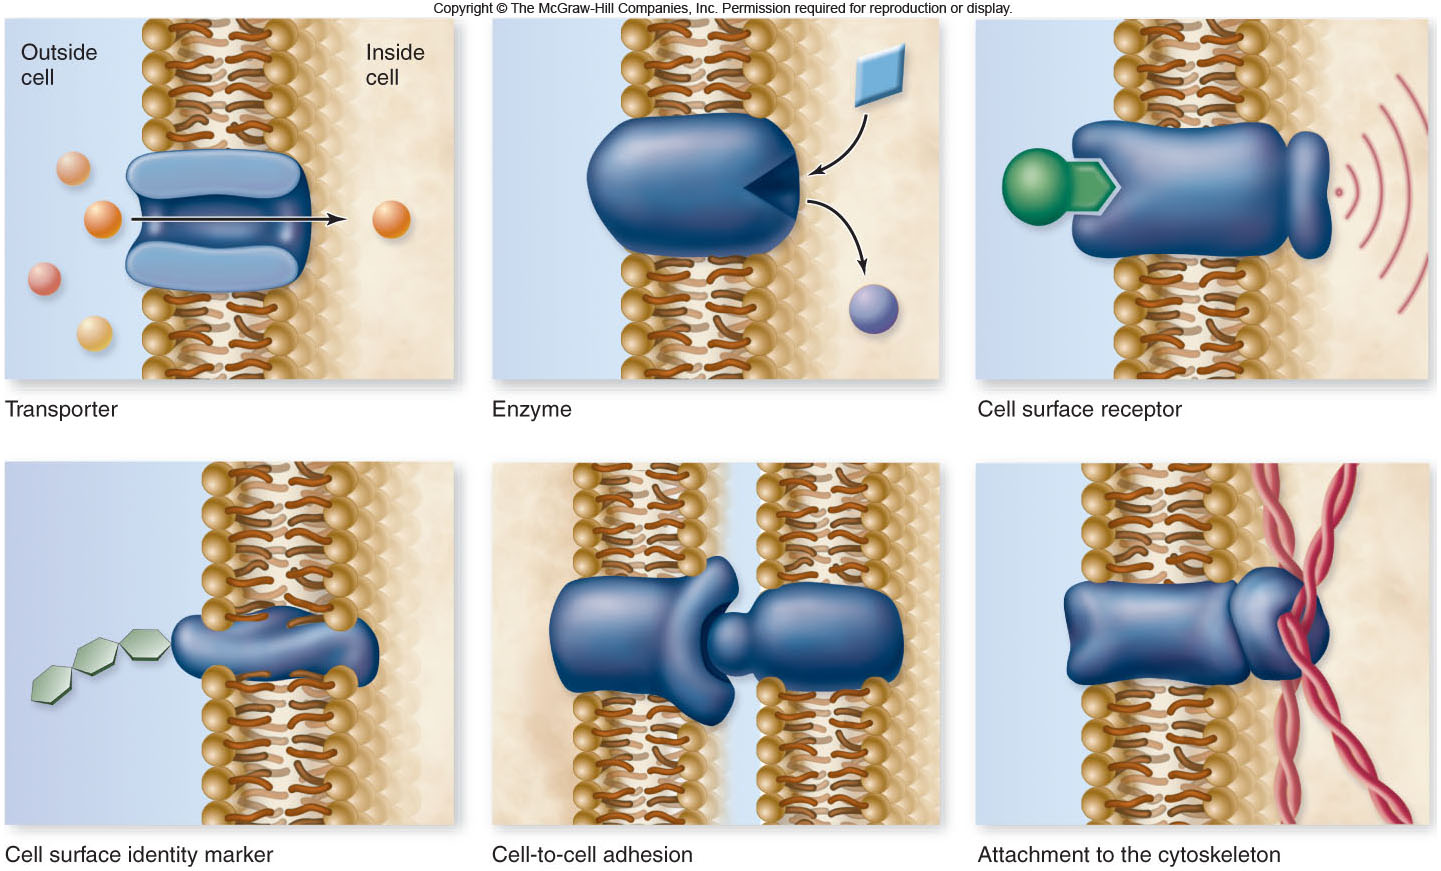 Copyright © The McGraw-Hill Companies, Inc. Permission required for reproduction or display.
Outside
cell
Inside
cell
Transporter
Enzyme
Cell surface receptor
Cell surface identity marker
Cell-to-cell adhesion
Attachment to the cytoskeleton